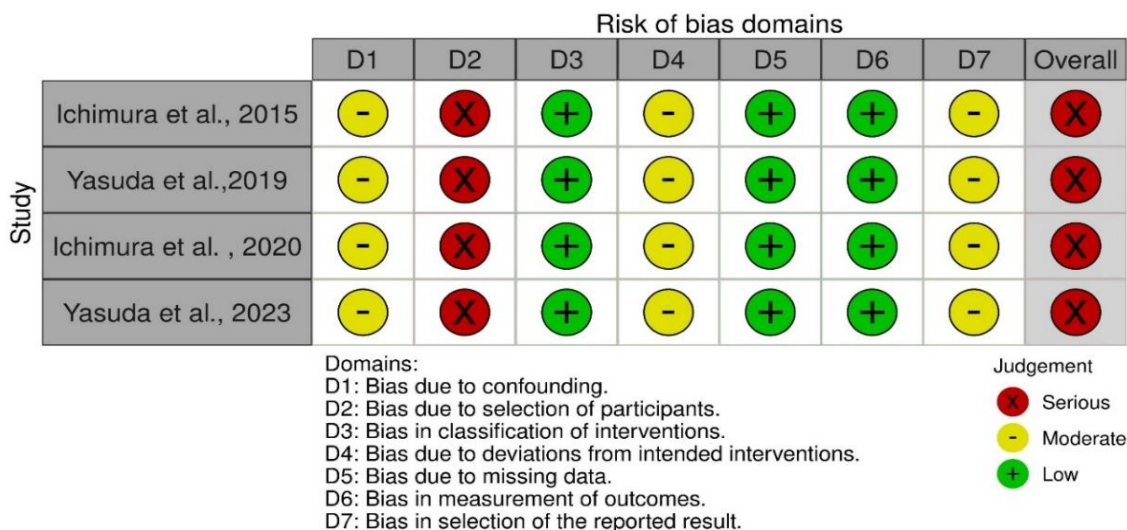 Risk of bias domains
D1 D2 D3 D4 D5 D6 D7 Overall
Study
Ichimura et al., 2015 - X + - + + - X
Yasuda et al.,2019 - X + - + + - X
Ichimura et al. , 2020 - X + - + + - X
Yasuda et al., 2023 - X + - + + - X
Domains:
D1: Bias due to confounding.
D2: Bias due to selection of participants.
D3: Bias in classification of interventions.
D4: Bias due to deviations from intended interventions.
D5: Bias due to missing data.
D6: Bias in measurement of outcomes.
D7: Bias in selection of the reported result.
Judgement
X Serious
- Moderate
+ Low